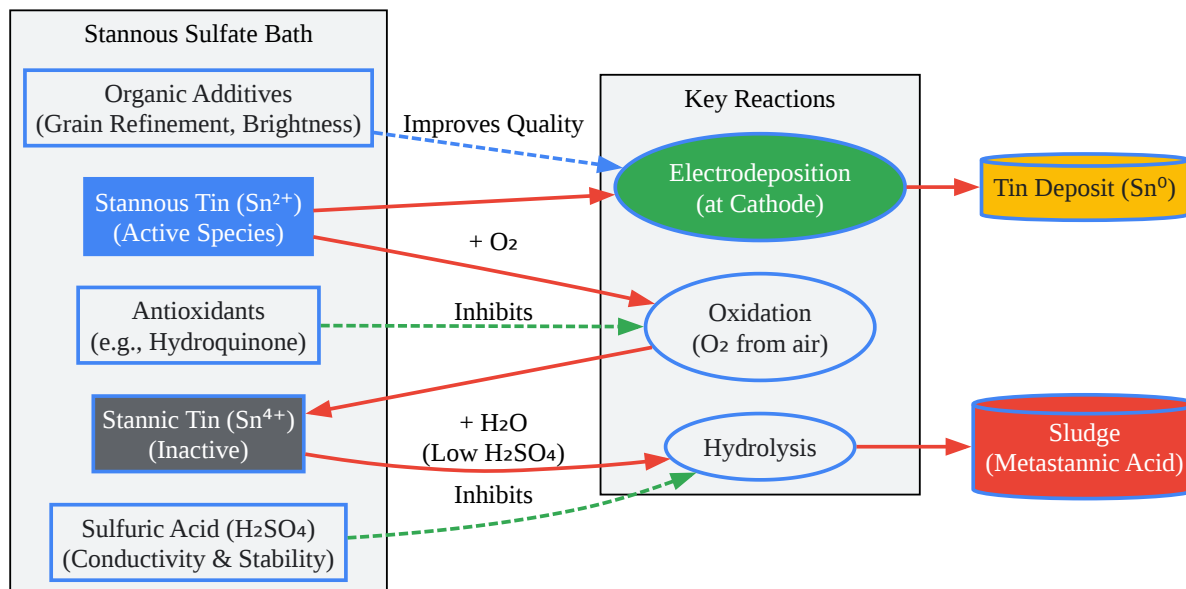 Stannous Sulfate Bath
Organic Additives
(Grain Refinement, Brightness)
Improves Quality
Key Reactions
Electrodeposition
(at Cathode)
Tin Deposit (Sn⁰)
Stannous Tin (Sn²⁺)
(Active Species)
+ O₂
Antioxidants
(e.g., Hydroquinone)
Inhibits
Oxidation
(O₂ from air)
Stannic Tin (Sn⁴⁺)
(Inactive)
+ H₂O
(Low H₂SO₄)
Hydrolysis
Sludge
(Metastannic Acid)
Inhibits
Sulfuric Acid (H₂SO₄)
(Conductivity & Stability)